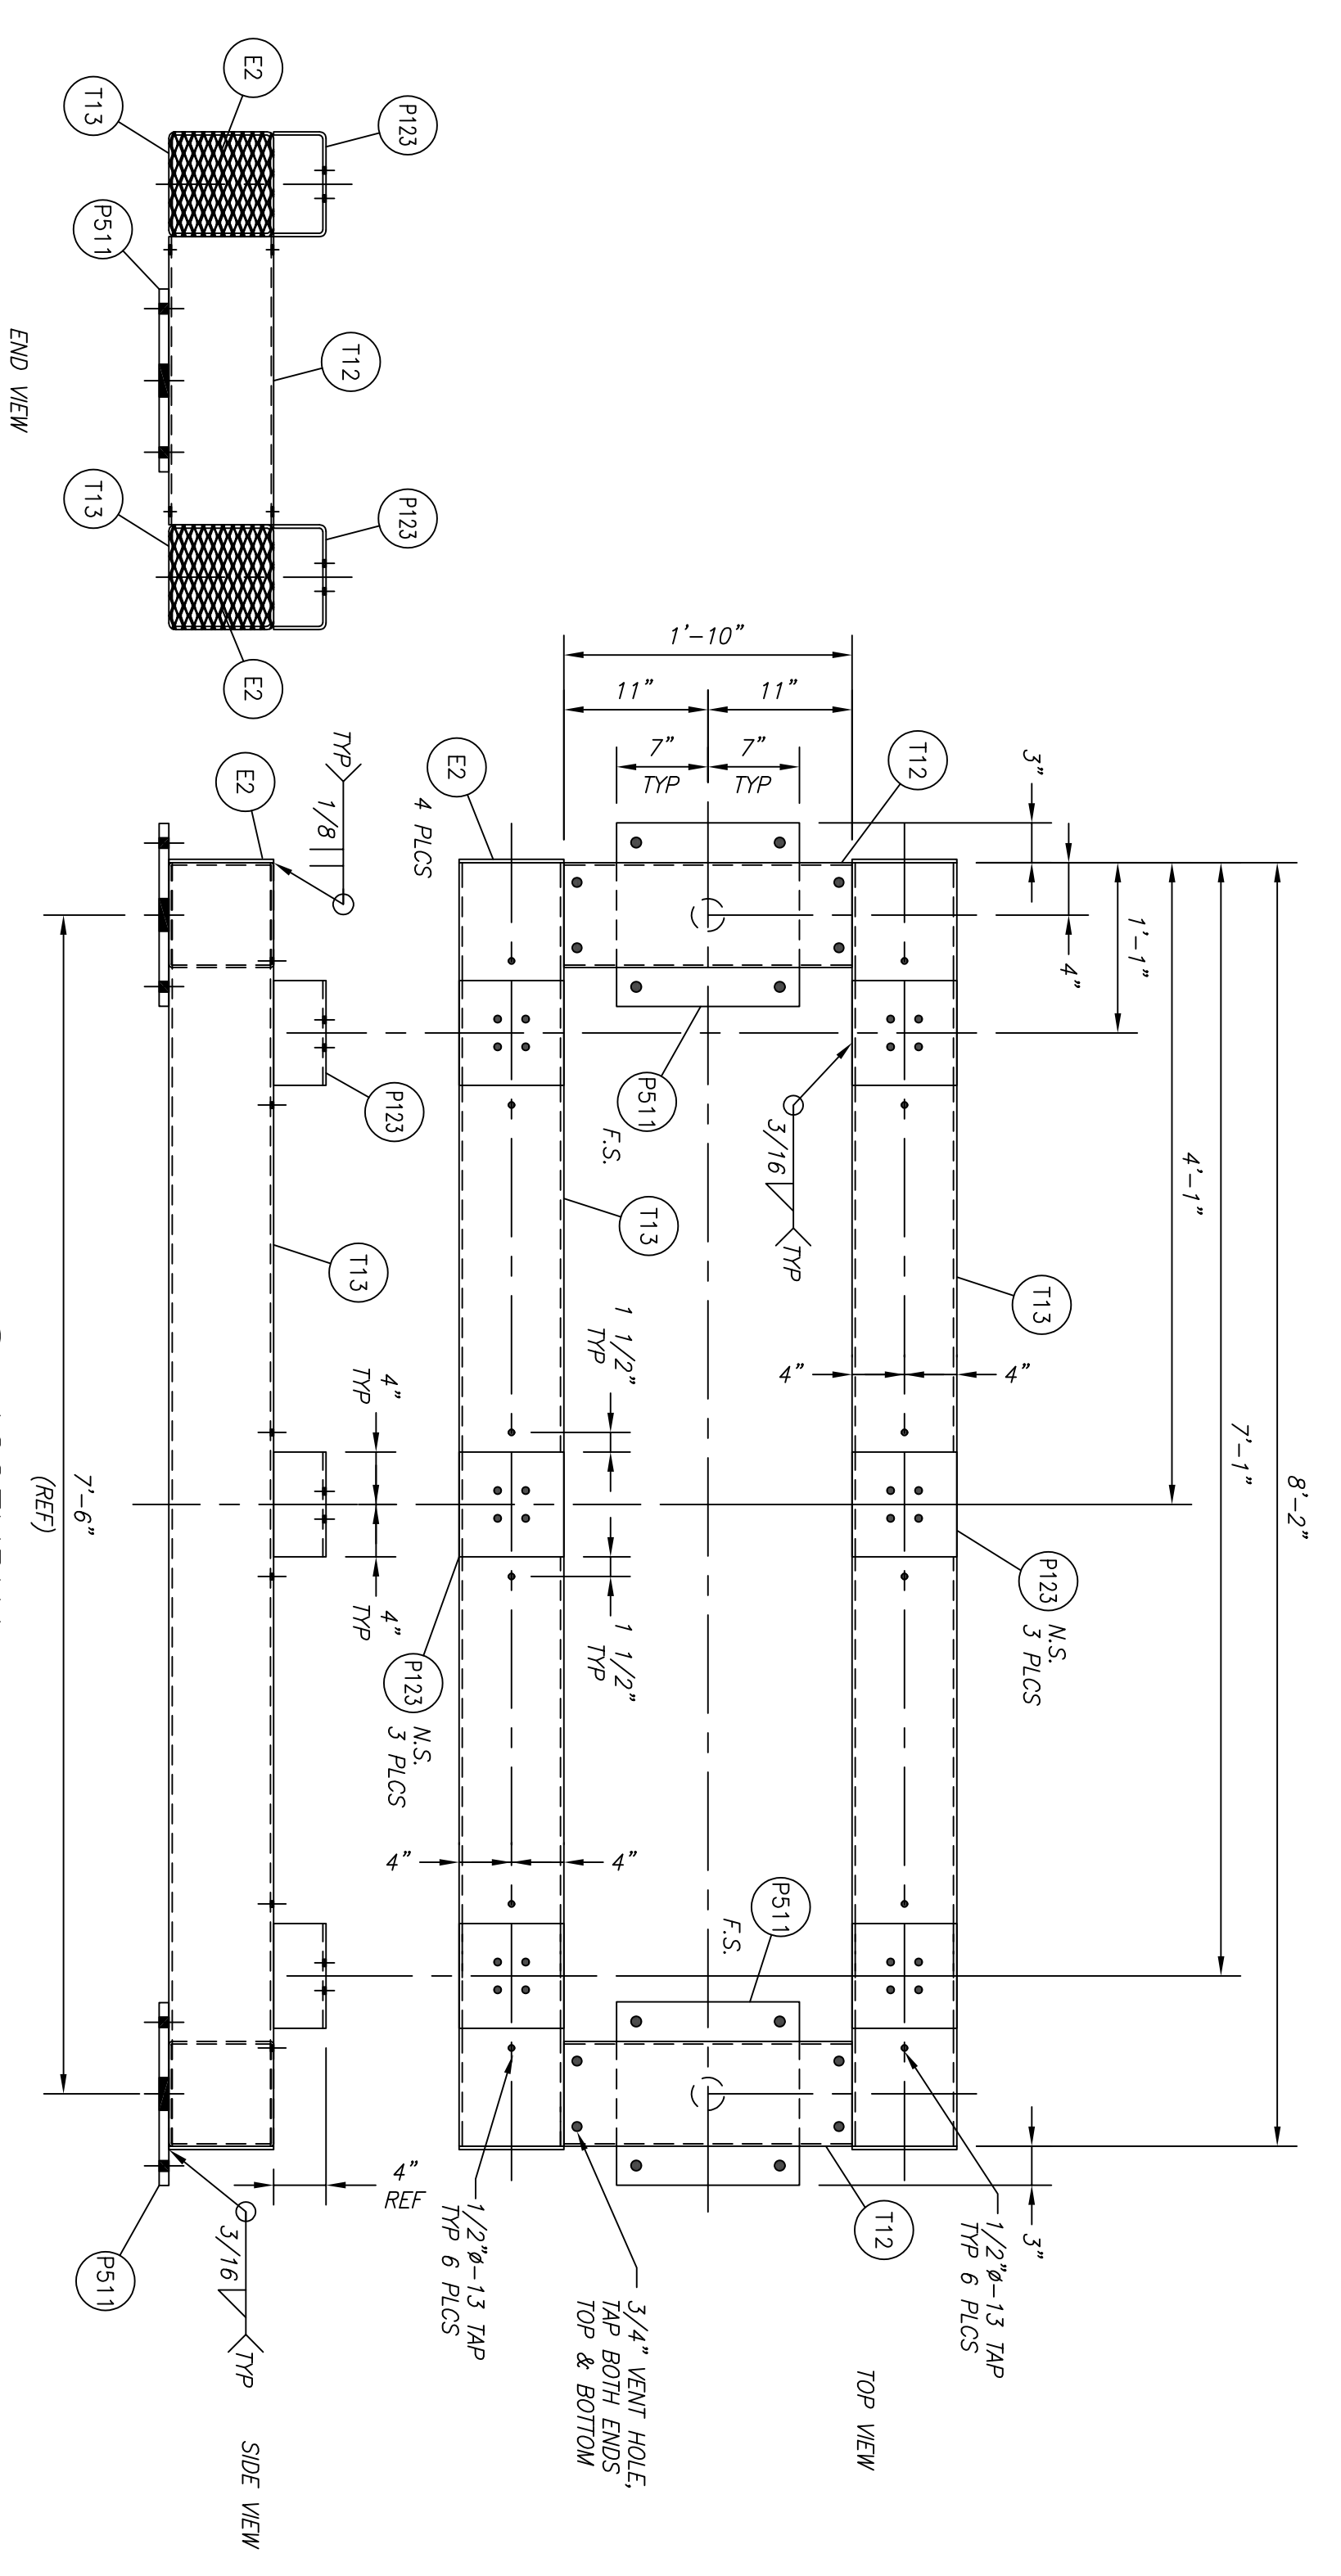 8'-2"
7'-1"
4'-1"
1'-1"
3"
4"
3"
T12
T13
4"
4"
P123
N.S.
3 PLCS
1/2"ø-13 TAP
TYP 6 PLCS
TOP VIEW
1'-10"
11"
11"
7"
TYP
7"
TYP
P511
F.S.
3/16
TYP
T13
1 1/2"
TYP
1 1/2"
TYP
P511
F.S.
T12
3/4" VENT HOLE,
TAP BOTH ENDS
TOP & BOTTOM
E2
4 PLCS
P123
N.S.
3 PLCS
4"
4"
1/2"ø-13 TAP
TYP 6 PLCS
P123
E2
T13
P511
T12
P123
T13
E2
END VIEW
E2
TYP
1/8
P123
T13
4"
TYP
4"
TYP
4"
REF
3/16
TYP
P511
7'-6"
(REF)
SIDE VIEW